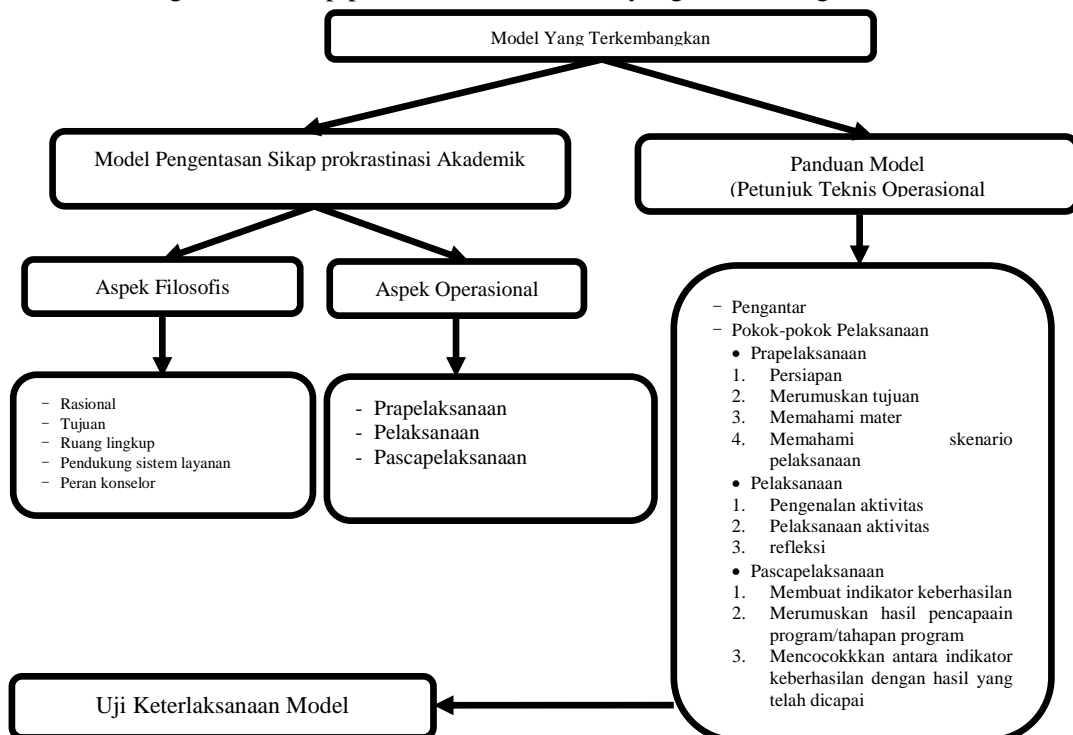 Model Yang Terkembangkan
Model Pengentasan Sikap prokrastinasi Akademik
Panduan Model
(Petunjuk Teknis Operasional
Aspek Filosofis
Aspek Operasional
− Rasional
− Tujuan
− Ruang lingkup
− Pendukung sistem layanan
− Peran konselor
- Prapelaksanaan
- Pelaksanaan
- Pascapelaksanaan
− Pengantar
− Pokok-pokok Pelaksanaan
• Prapelaksanaan
1. Persiapan
2. Merumuskan tujuan
3. Memahami mater
4. Memahami skenario
pelaksanaan
• Pelaksanaan
1. Pengenalan aktivitas
2. Pelaksanaan aktivitas
3. refleksi
• Pascapelaksanaan
1. Membuat indikator keberhasilan
2. Merumuskan hasil pencapaain
program/tahapan program
3. Mencocokkkan antara indikator
keberhasilan dengan hasil yang
telah dicapai
Uji Keterlaksanaan Model